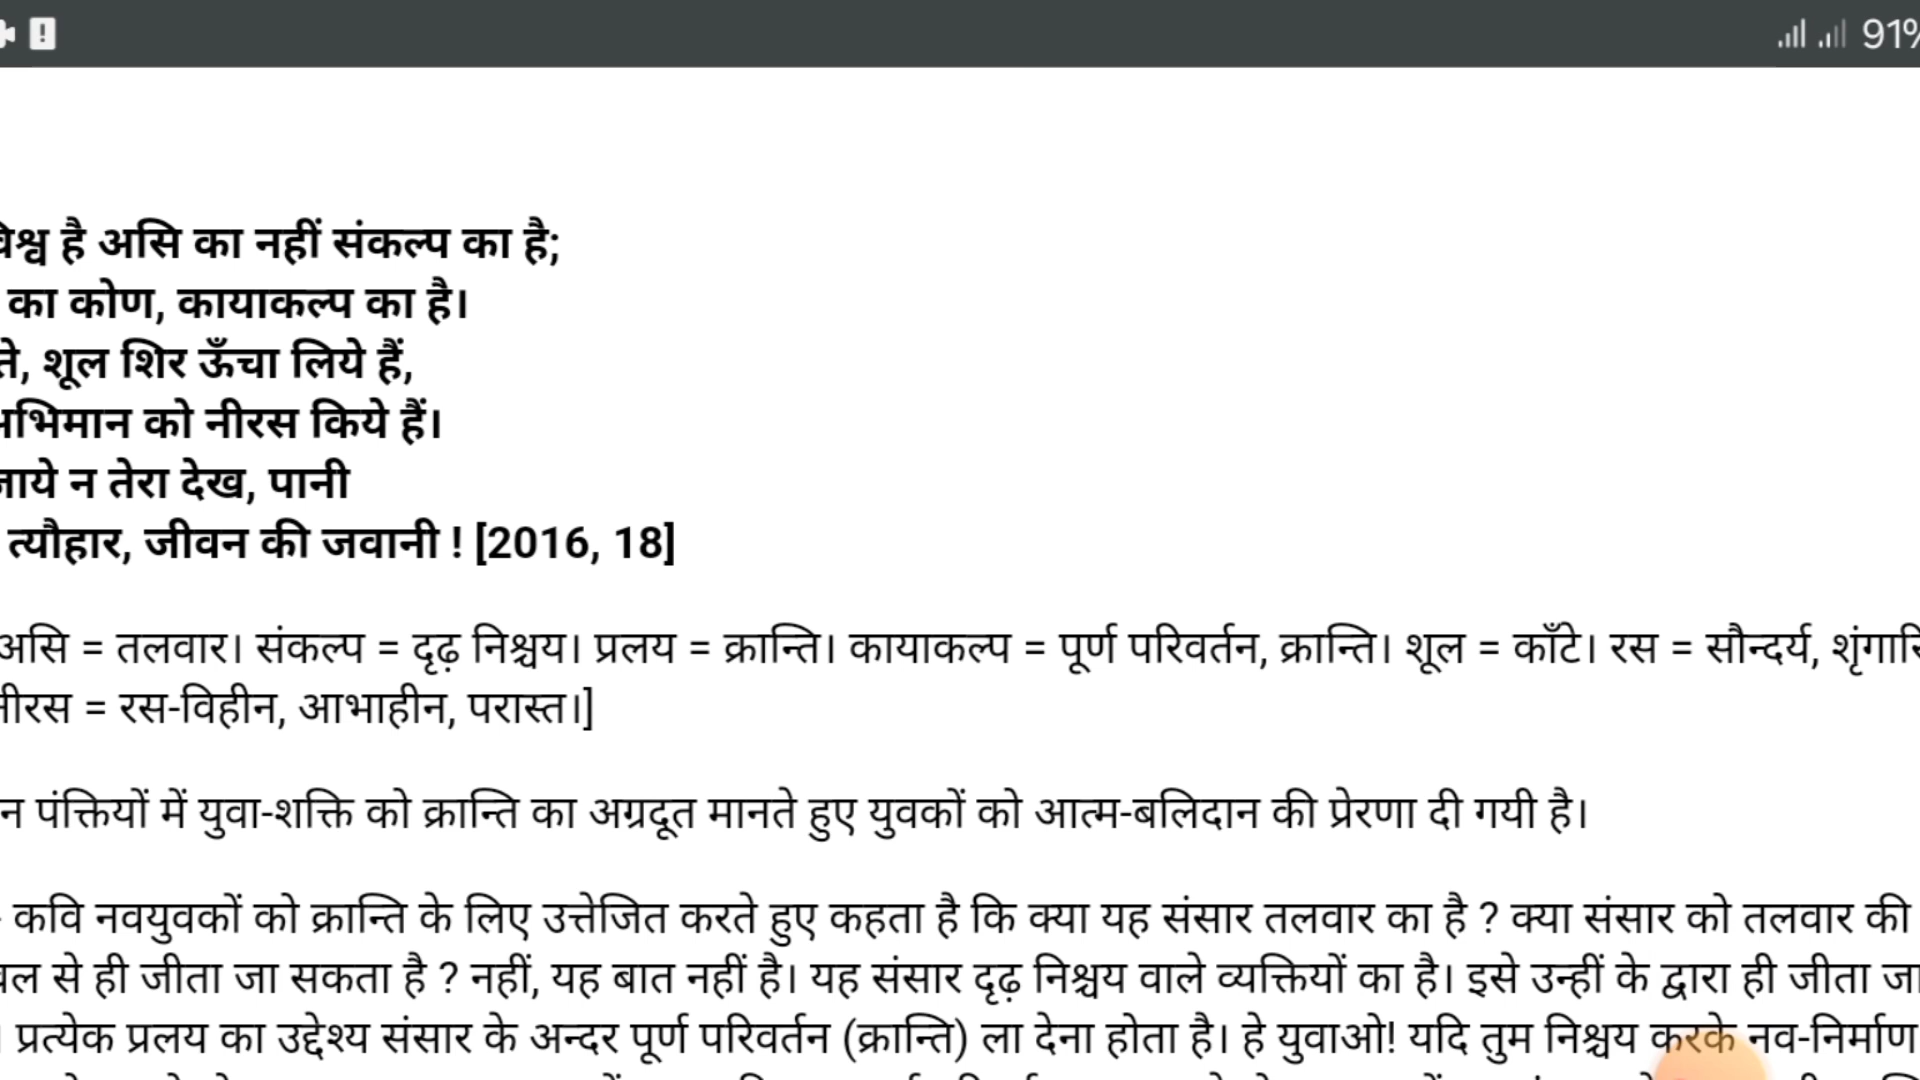 91%
है असि का नहीं संकल्प का है;
का कोण, कायाकल्प का है।
शूल शिर ऊँचा लिये हैं,
को नीरस किये हैं।
न तेरा देख, पानी
त्यौहार, जीवन की जवानी ! [2016, 18]
असि = तलवार। संकल्प = दृढ़ निश्चय। प्रलय = क्रान्ति। कायाकल्प = पूर्ण परिवर्तन, क्रान्ति। शूल = काँटे। रस = सौन्दर्य,
= रस-विहीन, आभाहीन, परास्त।]
पंक्तियों में युवा-शक्ति को क्रान्ति का अग्रदूत मानते हुए युवकों को आत्म-बलिदान की प्रेरणा दी गयी है।
कवि नवयुवकों को क्रान्ति के लिए उत्तेजित करते हुए कहता है कि क्या यह संसार तलवार का है ? क्या संसार को तलवार की
से ही जीता जा सकता है ? नहीं, यह बात नहीं है। यह संसार दृढ़ निश्चय वाले व्यक्तियों का है। इसे उन्हीं के द्वारा ही जीता
प्रत्येक प्रलय का उद्देश्य संसार के अन्दर पूर्ण परिवर्तन (क्रान्ति) ला देना होता है। हे युवाओ! यदि तुम निश्चय करके नव-निर्माण